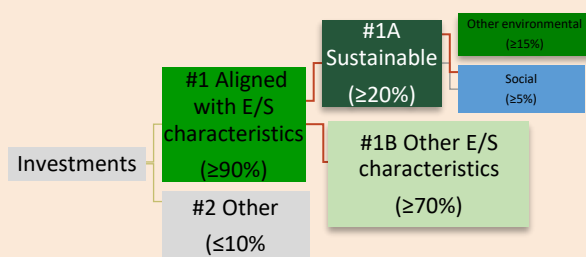 Investments
#1 Aligned
with E/S
characteristics
(≥90%)
#2 Other
(≤10%
#1A
Sustainable
(≥20%)
#1B Other E/S
characteristics
(≥70%)
Other environmental
(≥15%)
Social
(≥5%)